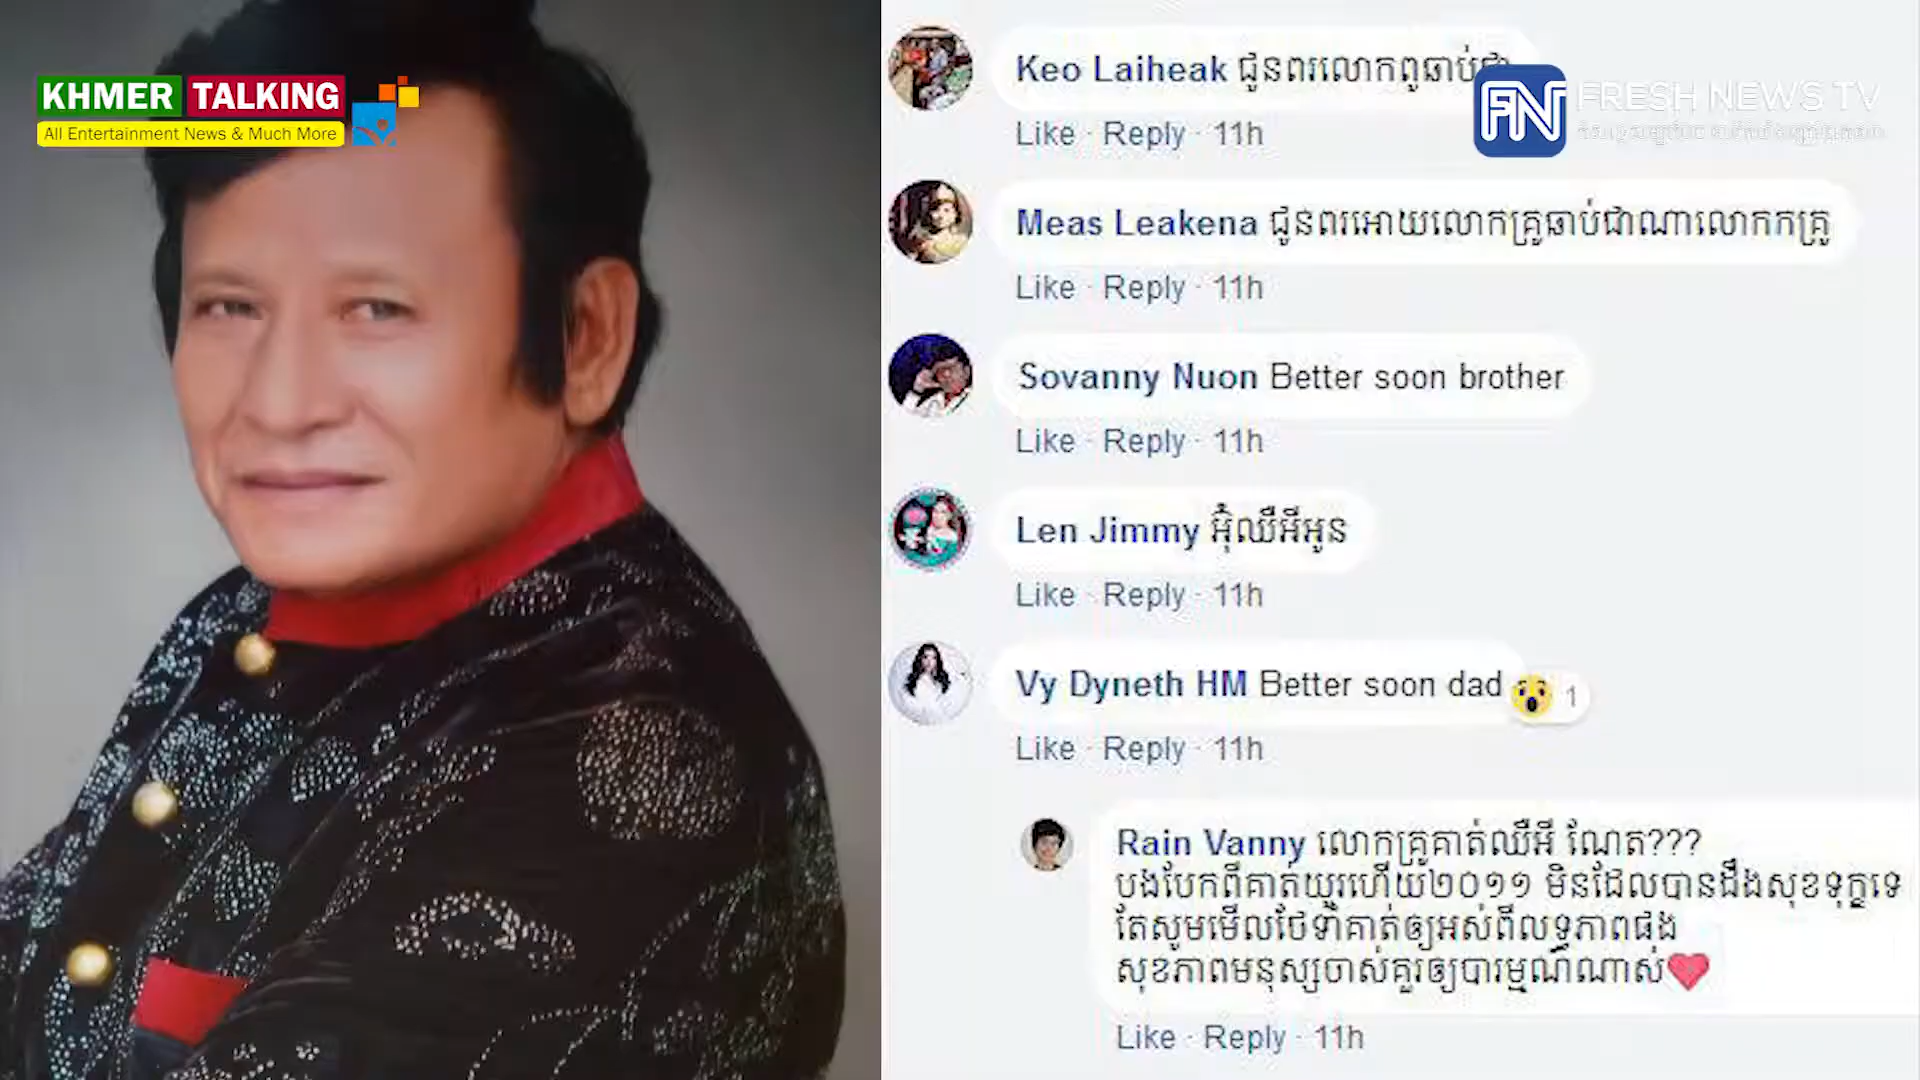 KHMER TALKING
All Entertainment News & Much More
FRESH NEWS TV
Keo Laiheak ជូនពរលោកពូឆាប់ជា
Like · Reply · 11h
Meas Leakena ជូនពរអោយលោកគ្រូឆាប់ជាណាលោកកគ្រូ
Like · Reply · 11h
Sovanny Nuon Better soon brother
Like · Reply · 11h
Len Jimmy អ៊ុំឈឺអីអូន
Like · Reply · 11h
Vy Dyneth HM Better soon dad 1
Like · Reply · 11h
Rain Vanny លោកគ្រូគាត់ឈឺអី ណែត???
បងបែកពីគាត់យូរហើយ២០១១ មិនដែលបានដឹងសុខទុក្ខទេ
តែសូមមើលថែទាំគាត់ឲ្យអស់ពីលទ្ធភាពផង
សុខភាពមនុស្សចាស់គួរឲ្យបារម្មណ៍ណាស់❤
Like · Reply · 11h